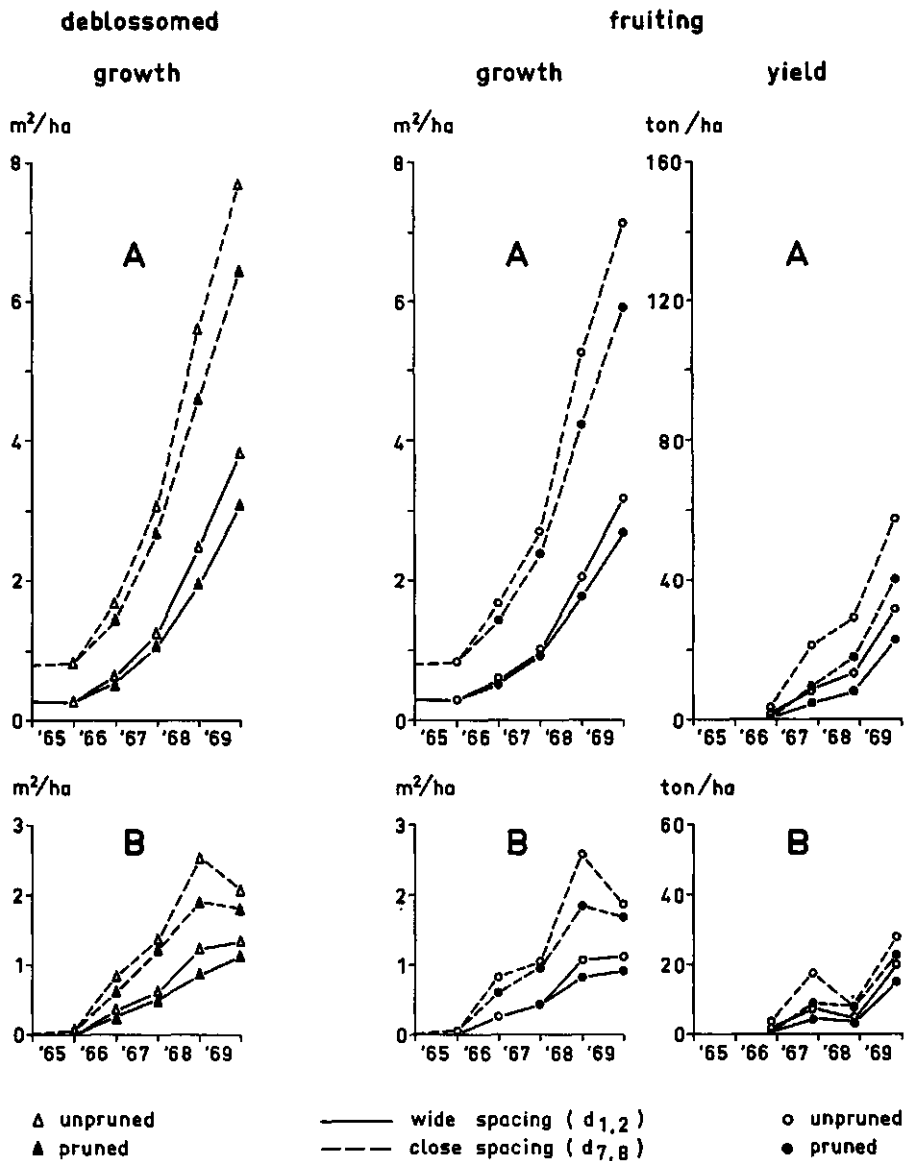 deblossomed fruiting
growth growth yield
m²/ha m²/ha ton/ha
8 8 160
A A A
6 6 120
4 4 80
2 2 40
0 0 0
'65 '66 '67 '68 '69 '65 '66 '67 '68 '69 '65 '66 '67 '68 '69
m²/ha m²/ha ton/ha
3 3 60
B B B
2 2 40
1 1 20
0 0 0
'65 '66 '67 '68 '69 '65 '66 '67 '68 '69 '65 '66 '67 '68 '69
△ unpruned —— wide spacing (d1,2) ○ unpruned
▲ pruned --- close spacing (d7,8) ● pruned